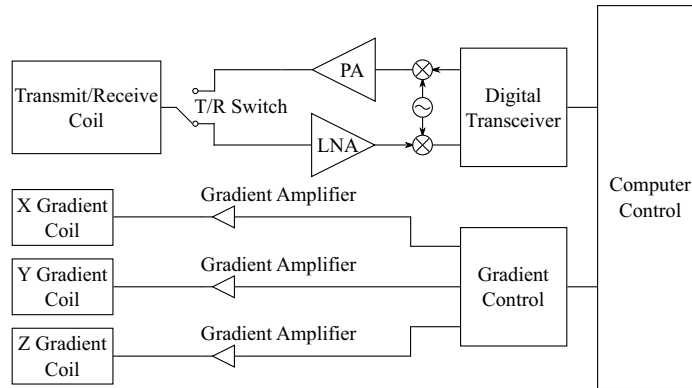 Transmit/Receive
Coil
T/R Switch
PA
LNA
Digital
Transceiver
Computer
Control
X Gradient
Coil
Gradient Amplifier
Y Gradient
Coil
Gradient Amplifier
Z Gradient
Coil
Gradient Amplifier
Gradient
Control